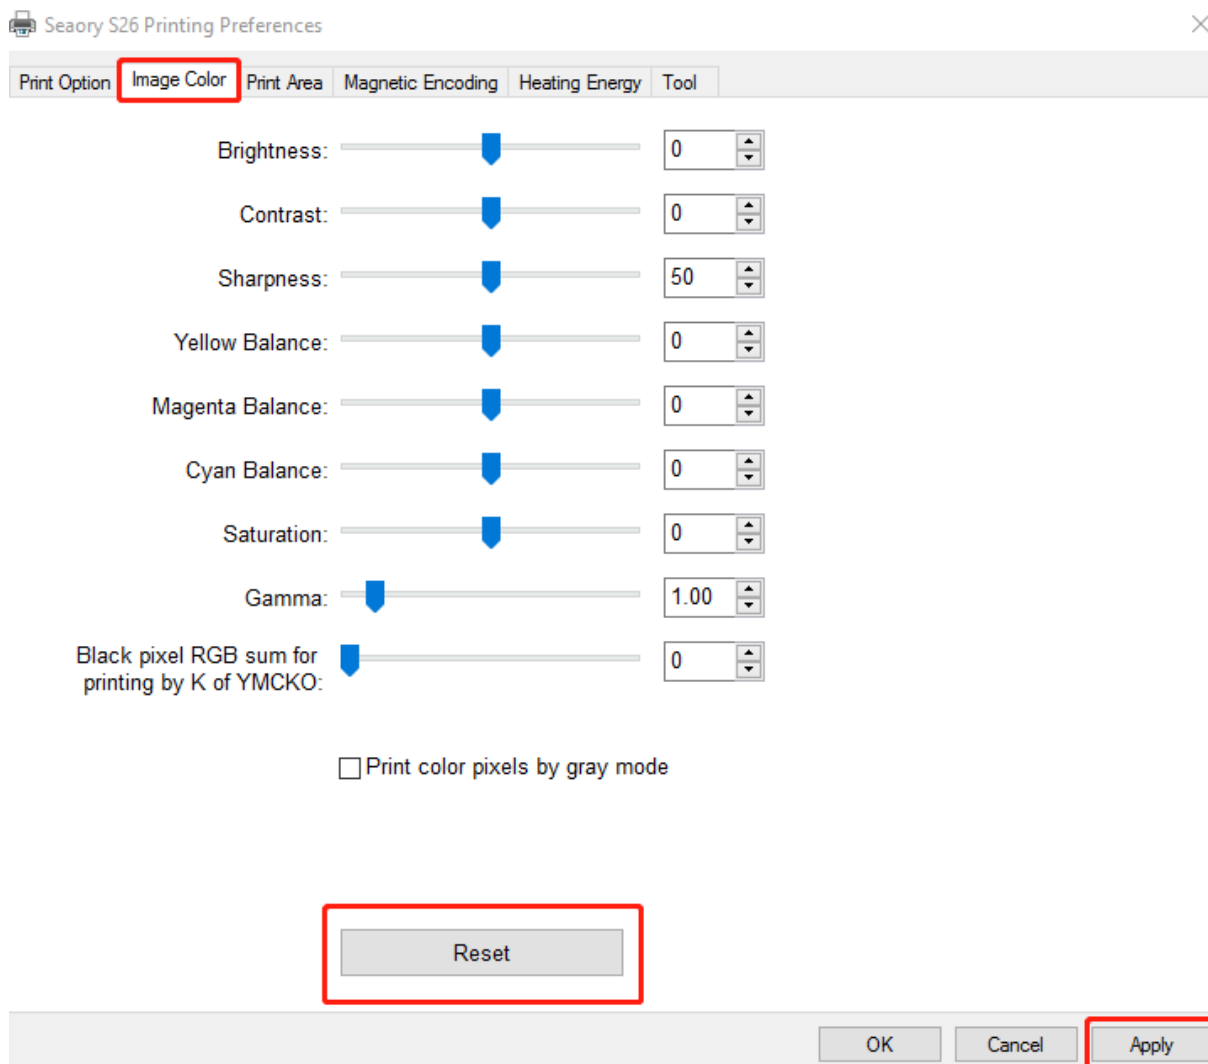 Seaory S26 Printing Preferences
Print Option Image Color Print Area Magnetic Encoding Heating Energy Tool
Brightness: 0
Contrast: 0
Sharpness: 50
Yellow Balance: 0
Magenta Balance: 0
Cyan Balance: 0
Saturation: 0
Gamma: 1.00
Black pixel RGB sum for
printing by K of YMCKO: 0
Print color pixels by gray mode
Reset
OK Cancel Apply